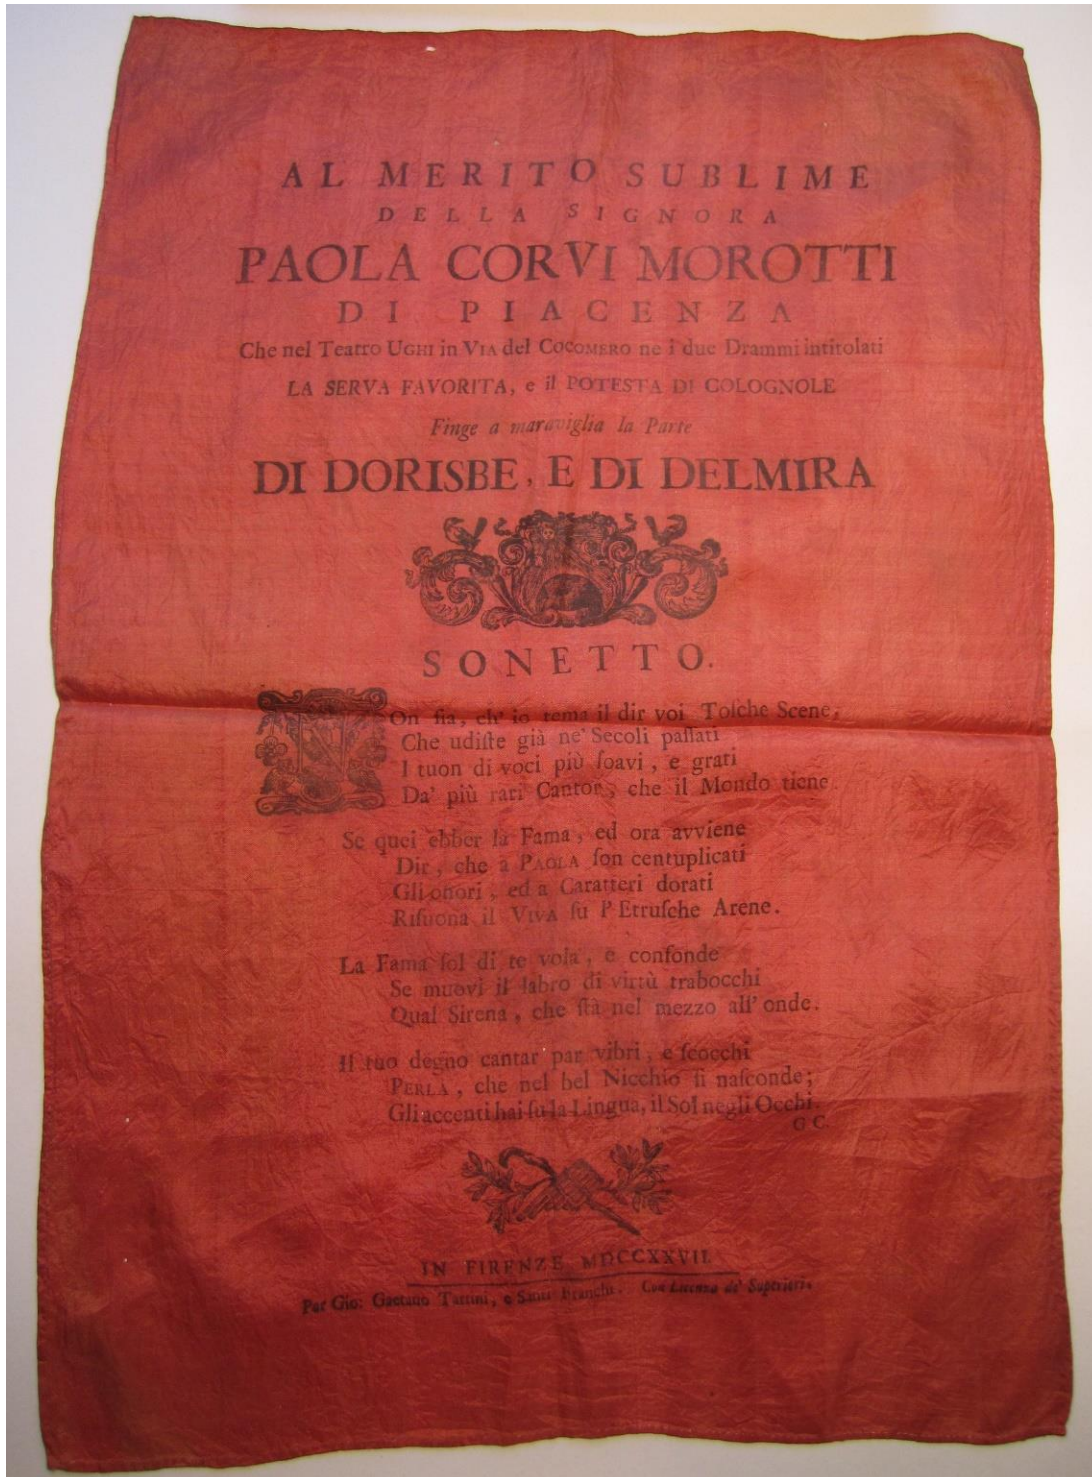 AL MERITO SUBLIME
DELLA SIGNORA
PAOLA CORVI MOROTTI
DI PIACENZA
Che nel Teatro UGHI in VIA del COCOMERO ne i due Drammi intitolati
LA SERVA FAVORITA, e il POTESTA DI COLOGNOLE
Finge a maraviglia la Parte
DI DORISBE, E DI DELMIRA
SONETTO.
On ſia, ch' io tema il dir voi Toſche Scene,
Che udiſte già ne' Secoli paſſati
I tuon di voci più ſoavi, e grati
Da' più rari Cantor, che il Mondo tiene.
Se quei ebber la Fama, ed ora avviene
Dir, che a PAOLA ſon centuplicati
Gli onori, ed a Caratteri dorati
Riſuona il VIVA ſu l' Etruſche Arene.
La Fama ſol di te vola, e confonde
Se muovi il labro di virtù trabocchi
Qual Sirena, che ſtà nel mezzo all' onde.
Il tuo degno cantar par vibri, e ſcocchi
PERLA, che nel bel Nicchio ſi naſconde;
Gli accenti hai ſu la Lingua, il Sol negli Occhi.
G C
IN FIRENZE MDCCXXVII.
Per Gio: Gaetano Tartini, e Santi Franchi. Con Licenza de' Superiori.